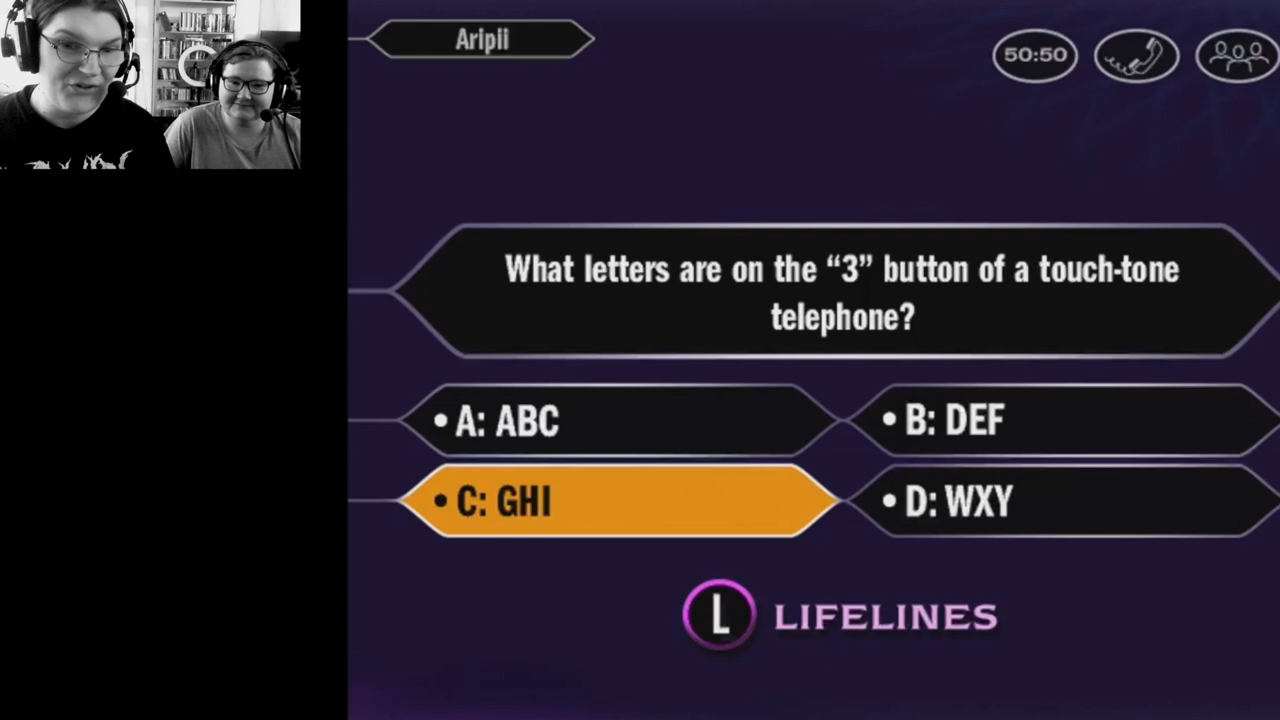 Aripii
50:50
What letters are on the “3” button of a touch-tone
telephone?
• A: ABC
• B: DEF
• C: GHI
• D: WXY
L LIFELINES